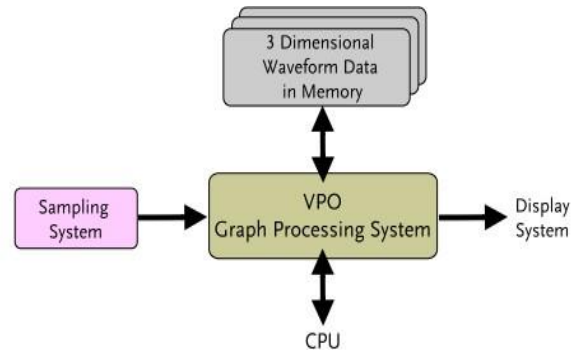 3 Dimensional
Waveform Data
in Memory
Sampling
System
VPO
Graph Processing System
Display
System
CPU